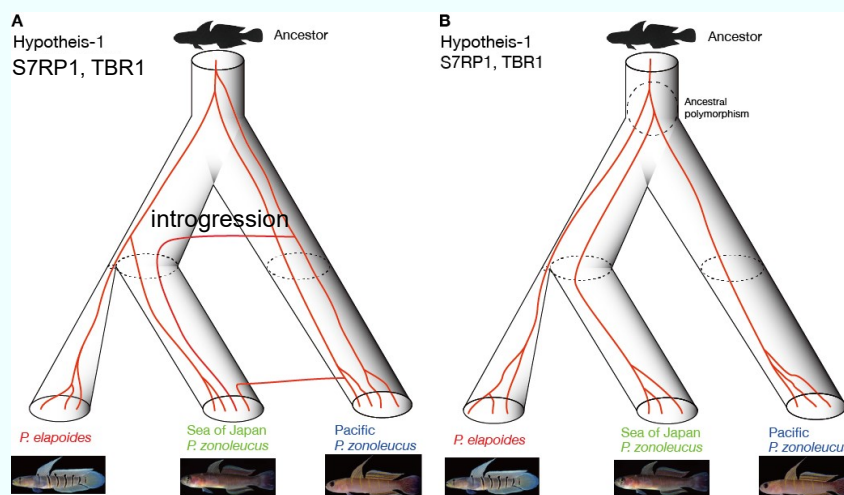 A
Hypotheis-1
S7RP1, TBR1
Ancestor
introgression
P. elapoides
Sea of Japan
P. zonoleucus
Pacific
P. zonoleucus
B
Hypotheis-1
S7RP1, TBR1
Ancestor
Ancestral
polymorphism
P. elapoides
Sea of Japan
P. zonoleucus
Pacific
P. zonoleucus